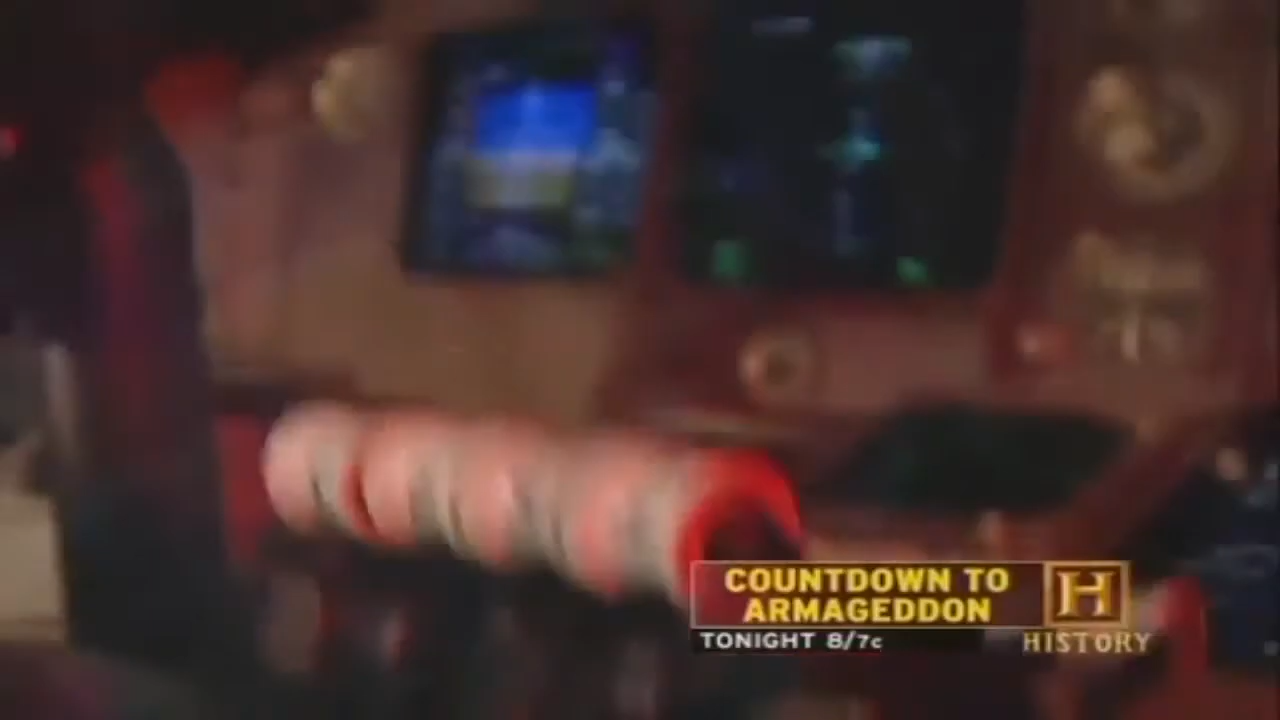 COUNTDOWN TO
ARMAGEDDON
TONIGHT 8/7c
H
HISTORY